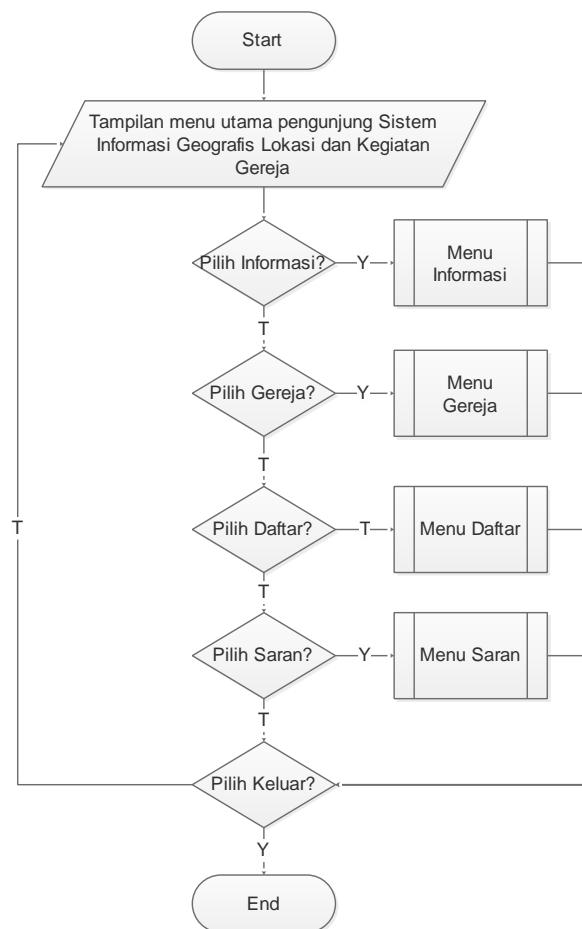 Start
Tampilan menu utama pengunjung Sistem
Informasi Geografis Lokasi dan Kegiatan
Gereja
Pilih Informasi?
Y
Menu
Informasi
T
Pilih Gereja?
Y
Menu
Gereja
T
Pilih Daftar?
T
Menu Daftar
T
T
Pilih Saran?
Y
Menu Saran
T
Pilih Keluar?
Y
End